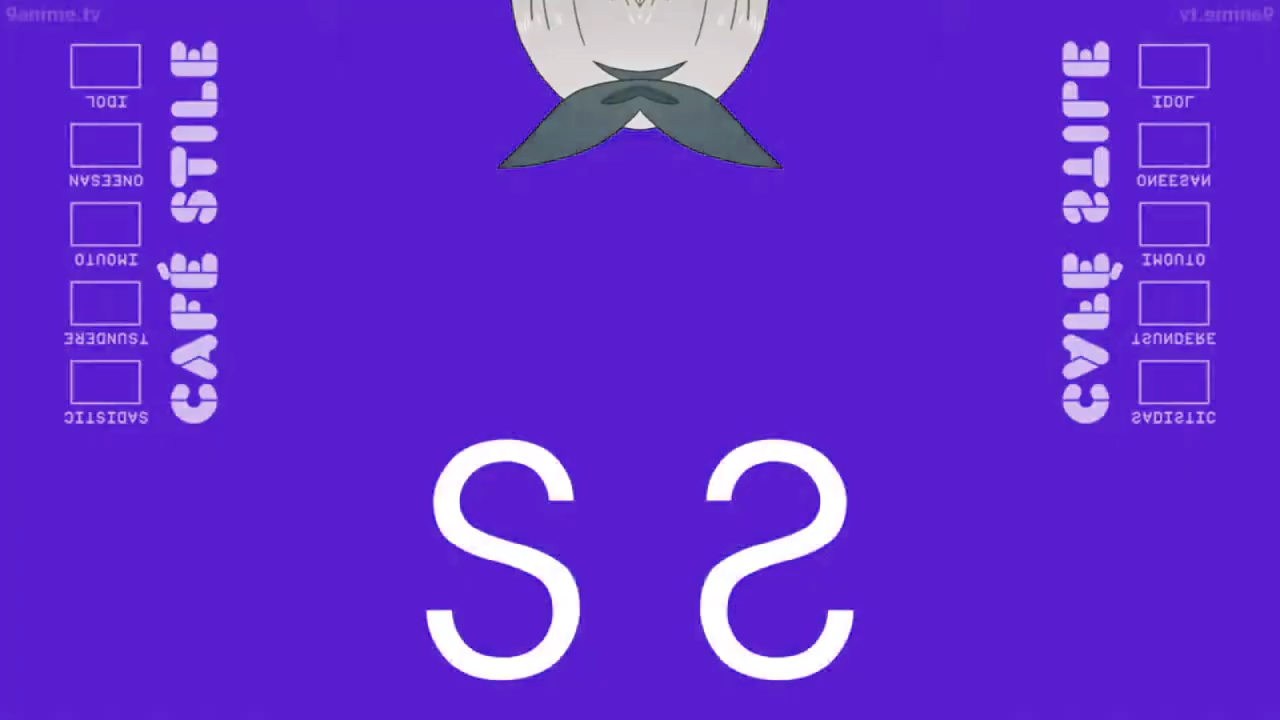 9anime.tv
9anime.tv
IDOL
ONEESAN
IMOUTO
TSUNDERE
SADISTIC
CAFÉ STILE
CAFÉ STILE
IDOL
ONEESAN
IMOUTO
TSUNDERE
SADISTIC
S S